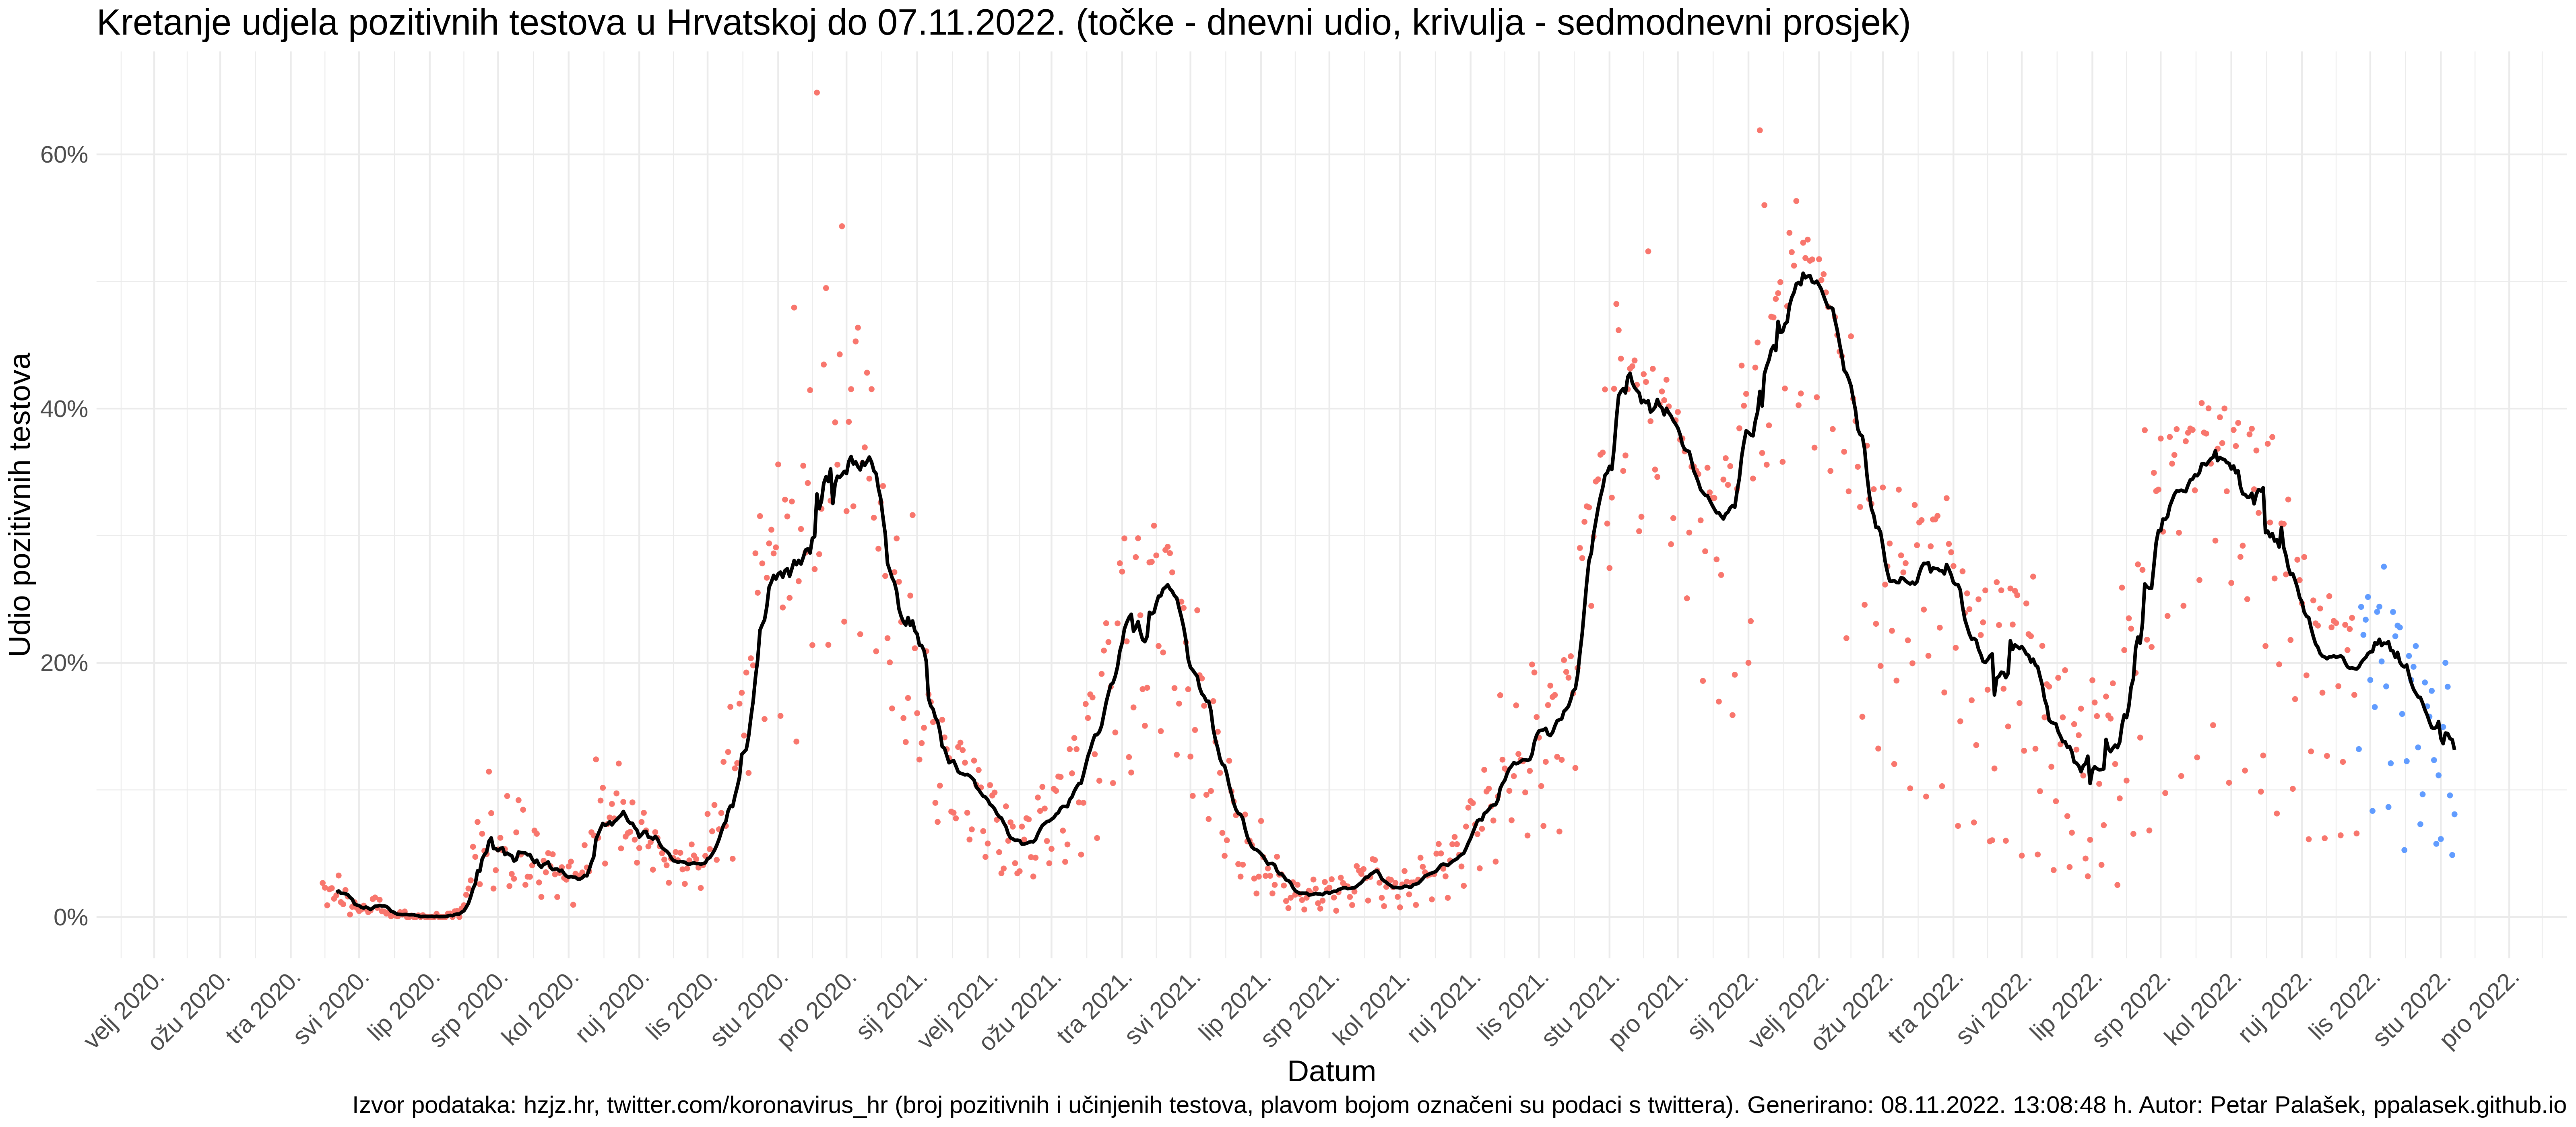 Kretanje udjela pozitivnih testova u Hrvatskoj do 07.11.2022. (točke - dnevni udio, krivulja - sedmodnevni prosjek)
Udio pozitivnih testova
60%
40%
20%
0%
velj 2020.
ožu 2020.
tra 2020.
svi 2020.
lip 2020.
srp 2020.
kol 2020.
ruj 2020.
lis 2020.
stu 2020.
pro 2020.
sij 2021.
velj 2021.
ožu 2021.
tra 2021.
svi 2021.
lip 2021.
srp 2021.
kol 2021.
ruj 2021.
lis 2021.
stu 2021.
pro 2021.
sij 2022.
velj 2022.
ožu 2022.
tra 2022.
svi 2022.
lip 2022.
srp 2022.
kol 2022.
ruj 2022.
lis 2022.
stu 2022.
pro 2022.
Datum
Izvor podataka: hzjz.hr, twitter.com/koronavirus_hr (broj pozitivnih i učinjenih testova, plavom bojom označeni su podaci s twittera). Generirano: 08.11.2022. 13:08:48 h. Autor: Petar Palašek, ppalasek.github.io